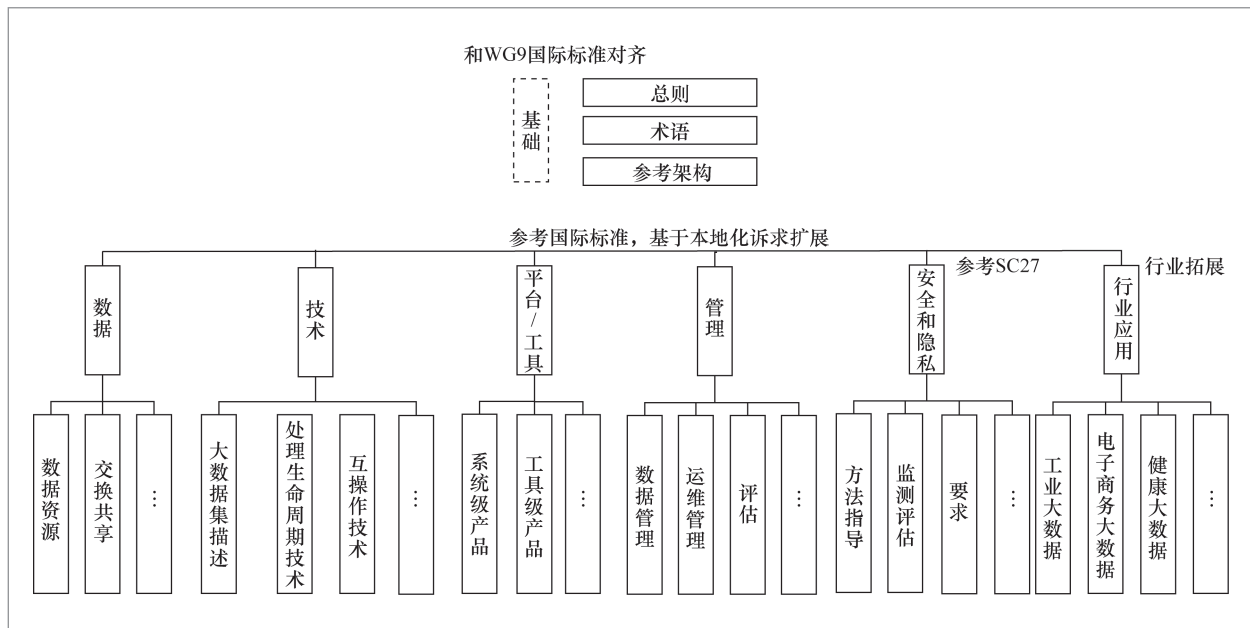 和WG9国际标准对齐
基础
总则
术语
参考架构
参考国际标准，基于本地化诉求扩展
参考SC27
行业拓展
数据
技术
平台/工具
管理
安全和隐私
行业应用
数据资源
交换共享
…
大数据集描述
处理生命周期技术
互操作技术
…
系统级产品
工具级产品
…
数据管理
运维管理
评估
…
方法指导
监测评估
要求
…
工业大数据
电子商务大数据
健康大数据
…